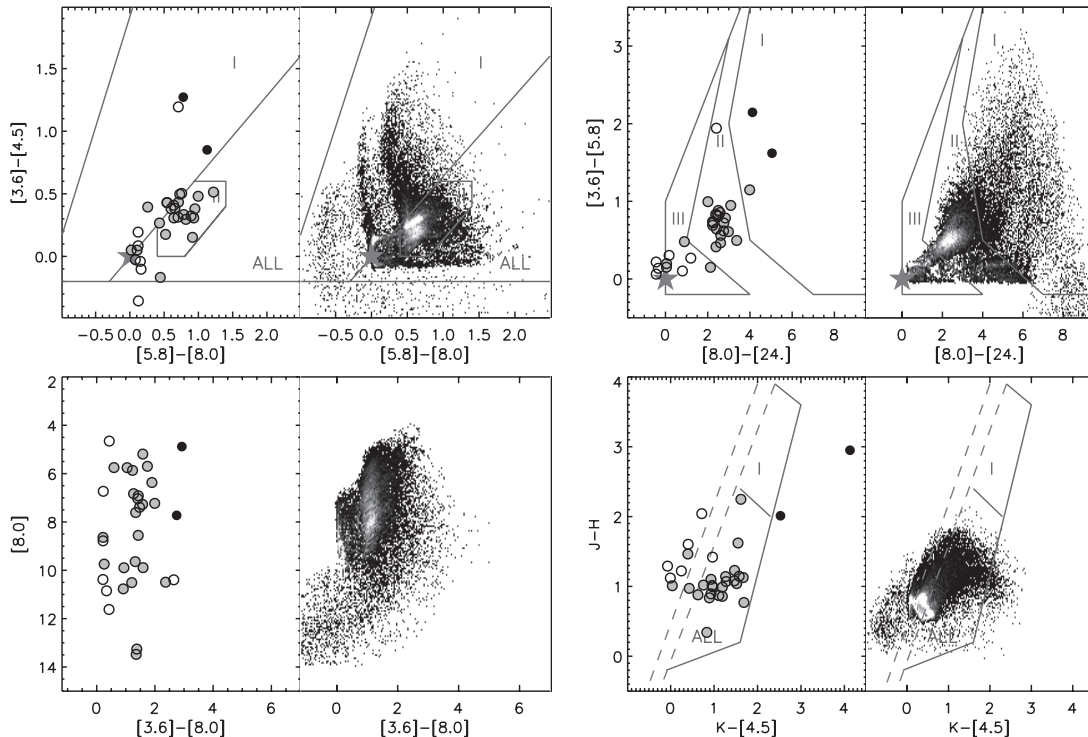 I
I
I
I
1.5
3
[3.6]−[4.5]
1.0
[3.6]−[5.8]
2
II
II
0.5
II
1
III
III
0.0
ALL
ALL
0
−0.5 0.0 0.5 1.0 1.5 2.0
−0.5 0.0 0.5 1.0 1.5 2.0
0 2 4 6 8
0 2 4 6 8
[5.8]−[8.0]
[5.8]−[8.0]
[8.0]−[24.]
[8.0]−[24.]
2
4
4
3
6
I
I
[8.0]
8
J−H
2
10
1
12
ALL
ALL
0
14
0 2 4 6
0 2 4 6
0 1 2 3 4
0 1 2 3 4
[3.6]−[8.0]
[3.6]−[8.0]
K−[4.5]
K−[4.5]